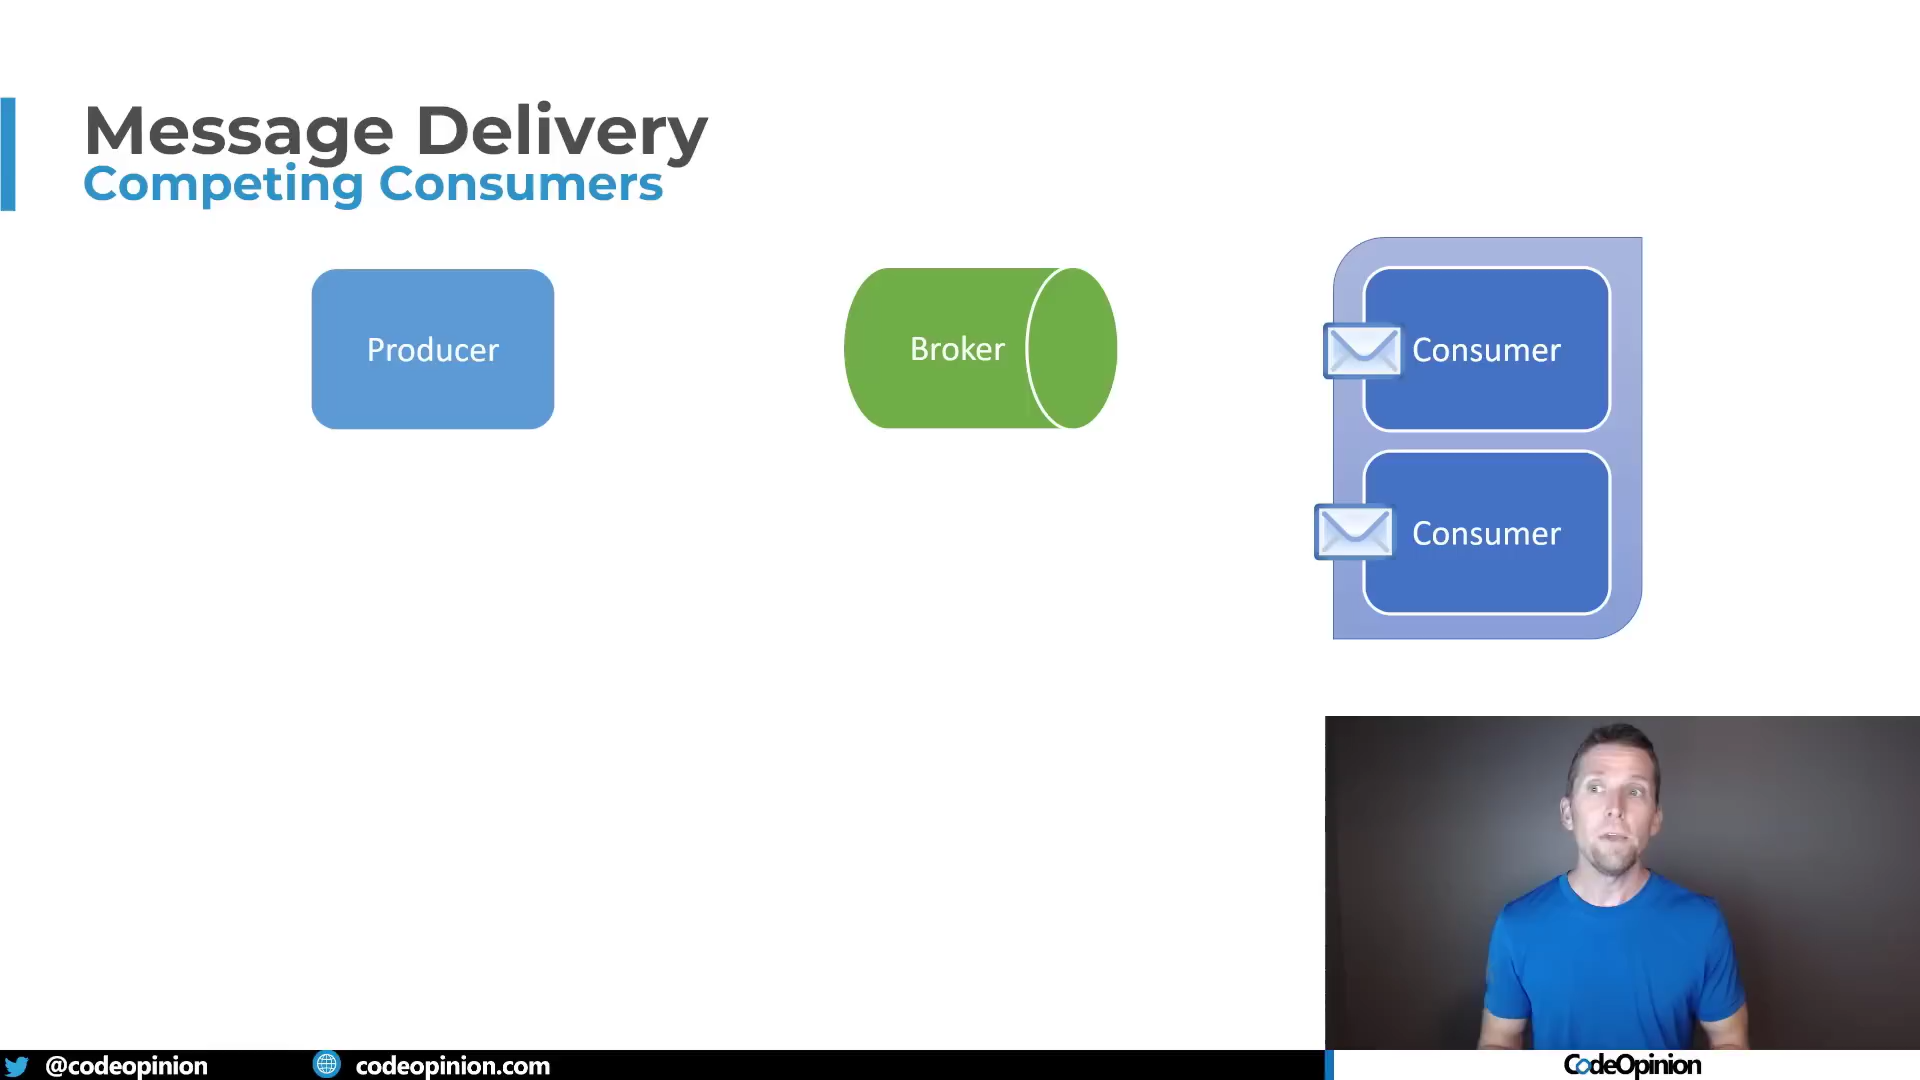 Message Delivery
Competing Consumers
Producer
Broker
Consumer
Consumer
@codeopinion
codeopinion.com
CodeOpinion